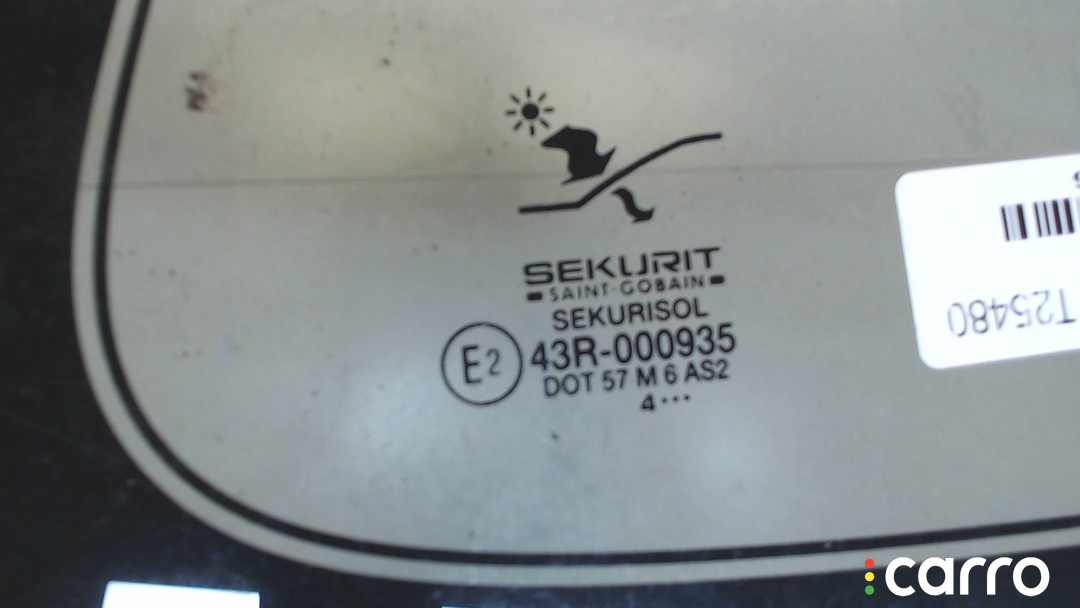 SEKURIT
SAINT-GOBAIN
SEKURISOL
E2
43R-000935
DOT 57 M 6 AS2
4•••
T25480
carro